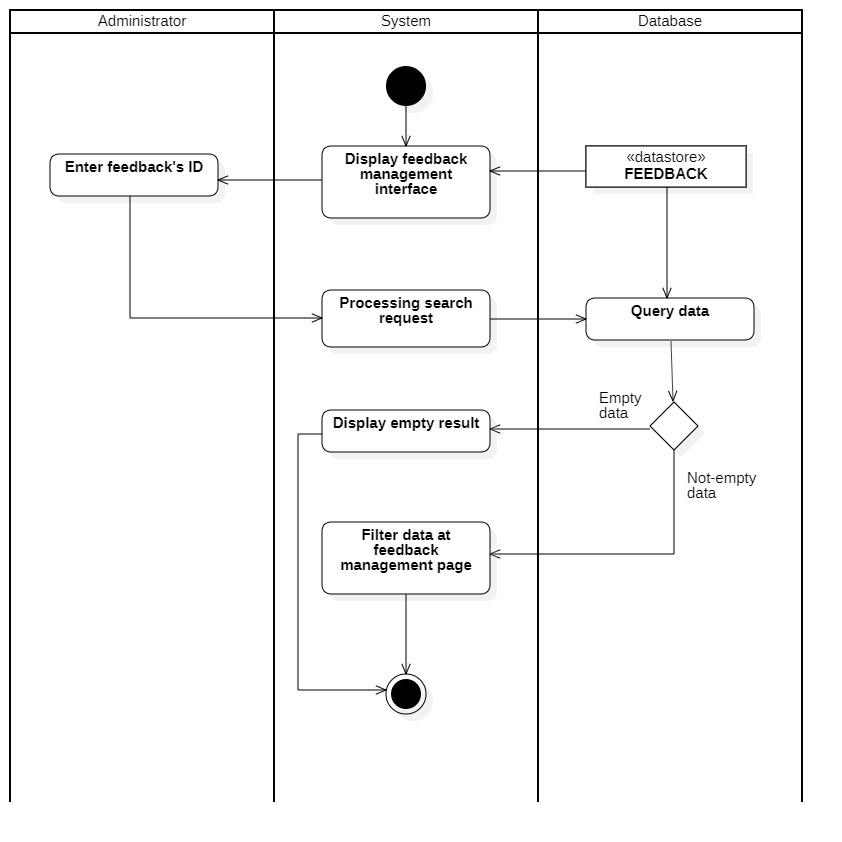 Administrator
System
Database
Enter feedback's ID
Display feedback
management
interface
«datastore»
FEEDBACK
Processing search
request
Query data
Empty
data
Display empty result
Not-empty
data
Filter data at
feedback
management page